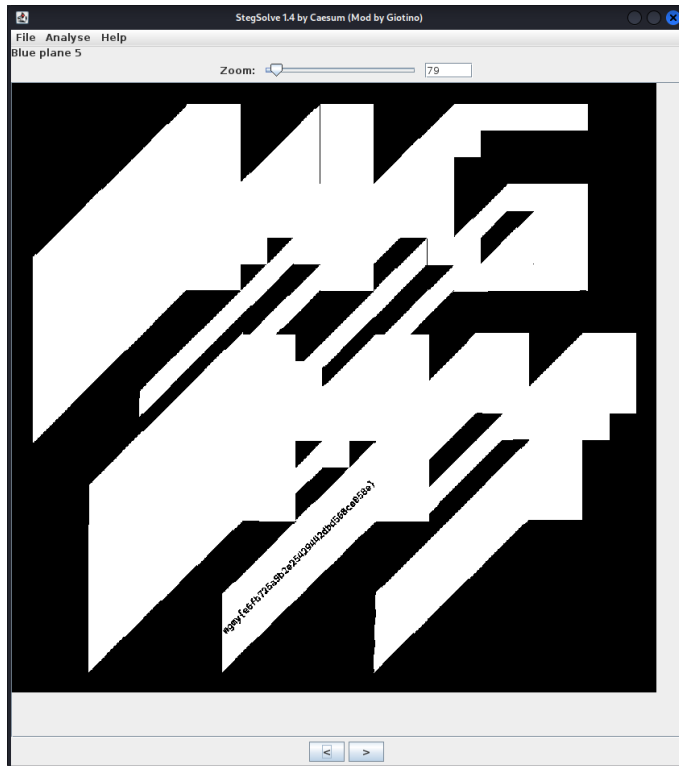 StegSolve 1.4 by Caesum (Mod by Giotino)
File Analyse Help
Blue plane 5
Zoom: 79
< >